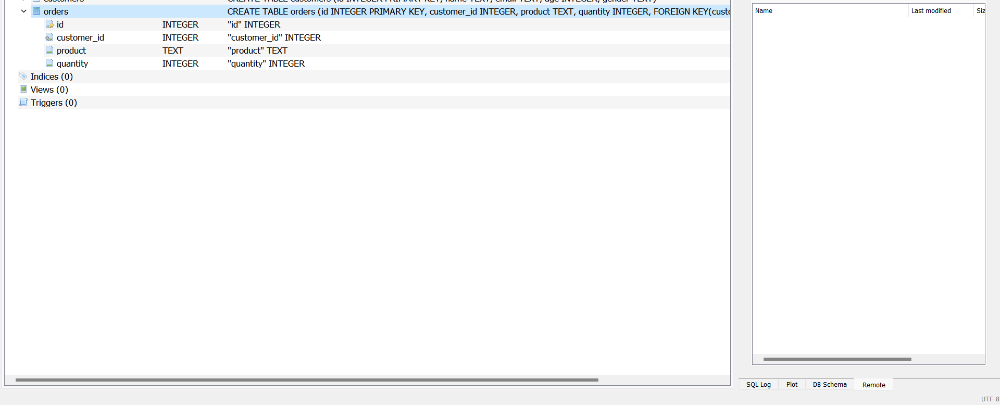 customers CREATE TABLE customers (id INTEGER PRIMARY KEY, name TEXT, email TEXT, age INTEGER, gender TEXT)
orders CREATE TABLE orders (id INTEGER PRIMARY KEY, customer_id INTEGER, product TEXT, quantity INTEGER, FOREIGN KEY(custo
id INTEGER "id" INTEGER
customer_id INTEGER "customer_id" INTEGER
product TEXT "product" TEXT
quantity INTEGER "quantity" INTEGER
Indices (0)
Views (0)
Triggers (0)
Name Last modified Siz
SQL Log Plot DB Schema Remote
UTF-8